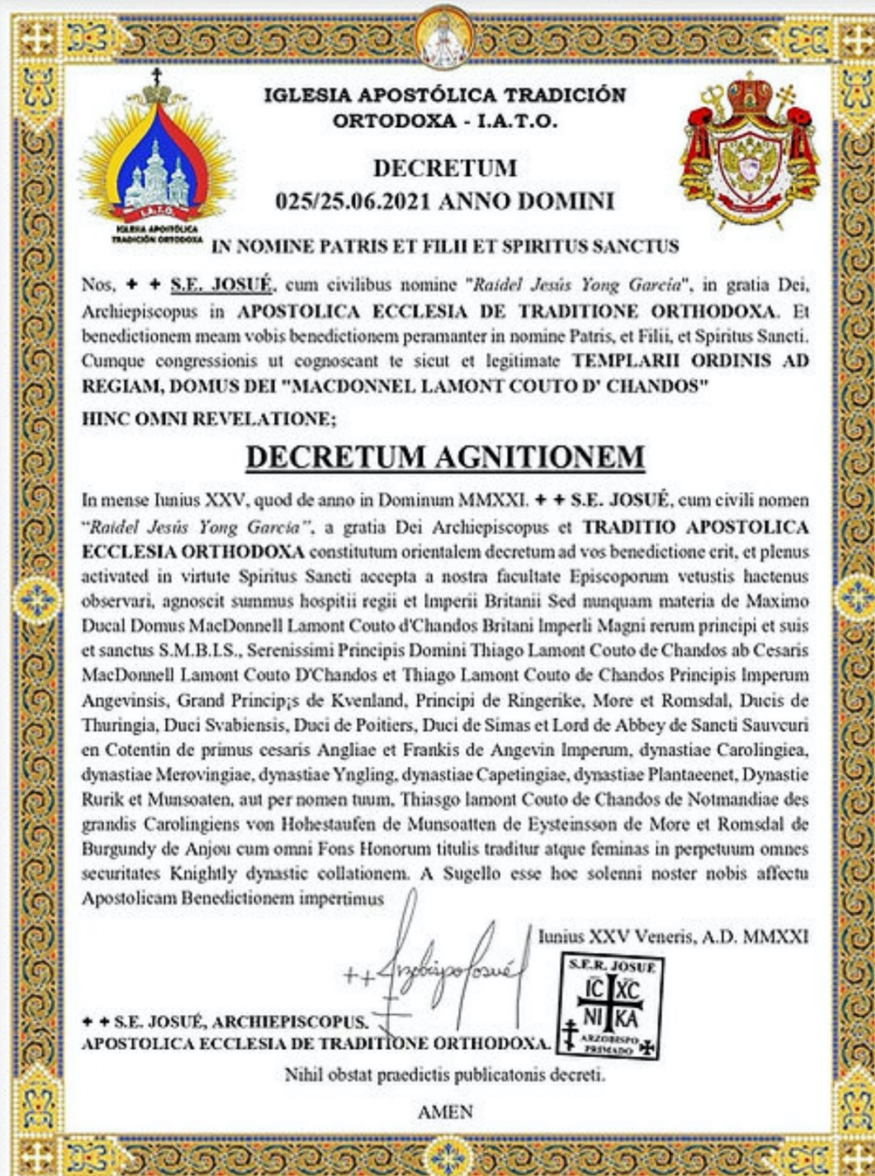 IGLESIA APOSTÓLICA TRADICIÓN
ORTODOXA - I.A.T.O.
I.A.T.O.
IGLESIA APOSTÓLICA
TRADICIÓN ORTODOXA
DECRETUM
025/25.06.2021 ANNO DOMINI
IN NOMINE PATRIS ET FILII ET SPIRITUS SANCTUS
Nos, + + S.E. JOSUÉ, cum civilibus nomine "Raidel Jesús Yong García", in gratia Dei,
Archiepiscopus in APOSTOLICA ECCLESIA DE TRADITIONE ORTHODOXA. Et
benedictionem meam vobis benedictionem peramanter in nomine Patris, et Filii, et Spiritus Sancti.
Cumque congressionis ut cognoscant te sicut et legitimate TEMPLARII ORDINIS AD
REGIAM, DOMUS DEI "MACDONNEL LAMONT COUTO D' CHANDOS"
HINC OMNI REVELATIONE;
DECRETUM AGNITIONEM
In mense Iunius XXV, quod de anno in Dominum MMXXI. + + S.E. JOSUÉ, cum civili nomen
“Raidel Jesús Yong García”, a gratia Dei Archiepiscopus et TRADITIO APOSTOLICA
ECCLESIA ORTHODOXA constitutum orientalem decretum ad vos benedictione erit, et plenus
activated in virtute Spiritus Sancti accepta a nostra facultate Episcoporum vetustis hactenus
observari, agnoscit summus hospitii regii et Imperii Britanii Sed nunquam materia de Maximo
Ducal Domus MacDonnell Lamont Couto d'Chandos Britani Imperli Magni rerum principi et suis
et sanctus S.M.B.I.S., Serenissimi Principis Domini Thiago Lamont Couto de Chandos ab Cesaris
MacDonnell Lamont Couto D'Chandos et Thiago Lamont Couto de Chandos Principis Imperum
Angevinsis, Grand Princip¡s de Kvenland, Principi de Ringerike, More et Romsdal, Ducis de
Thuringia, Duci Svabiensis, Duci de Poitiers, Duci de Simas et Lord de Abbey de Sancti Sauvcuri
en Cotentin de primus cesaris Angliae et Frankis de Angevin Imperum, dynastiae Carolingiea,
dynastiae Merovingiae, dynastiae Yngling, dynastiae Capetingiae, dynastiae Plantaeenet, Dynastie
Rurik et Munsoaten, aut per nomen tuum, Thiasgo lamont Couto de Chandos de Notmandiae des
grandis Carolingiens von Hohestaufen de Munsoatten de Eysteinsson de More et Romsdal de
Burgundy de Anjou cum omni Fons Honorum titulis traditur atque feminas in perpetuum omnes
securitates Knightly dynastic collationem. A Sugello esse hoc solenni noster nobis affectu
Apostolicam Benedictionem impertimus
Iunius XXV Veneris, A.D. MMXXI
++ Arzobispo Josué
S.E.R. JOSUÉ
IC XC
NI KA
ARZOBISPO
PRIMADO
+ + S.E. JOSUÉ, ARCHIEPISCOPUS.
APOSTOLICA ECCLESIA DE TRADITIONE ORTHODOXA.
Nihil obstat praedictis publicatonis decreti.
AMEN